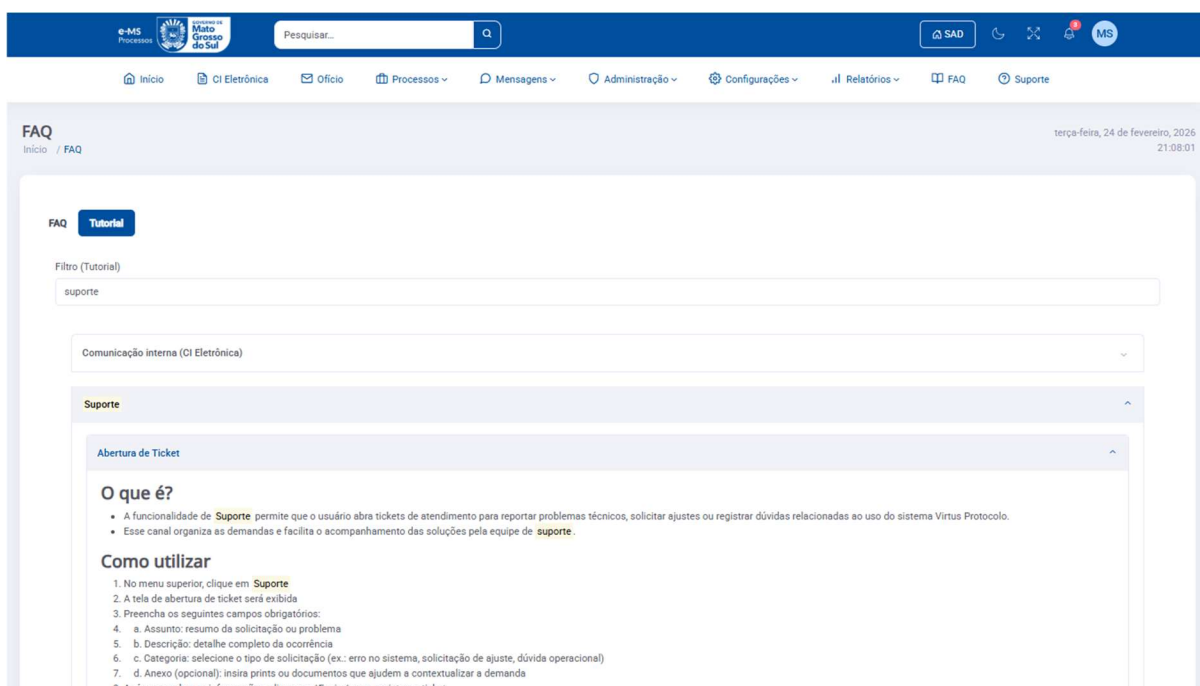 e-MS
Processos
GOVERNO DE
Mato
Grosso
do Sul
Pesquisar...
SAD
8
MS
Início
CI Eletrônica
Ofício
Processos
Mensagens
Administração
Configurações
Relatórios
FAQ
Suporte
FAQ
Início / FAQ
terça-feira, 24 de fevereiro, 2026
21:08:01
FAQ
Tutorial
Filtro (Tutorial)
suporte
Comunicação interna (CI Eletrônica)
Suporte
Abertura de Ticket
O que é?
• A funcionalidade de Suporte permite que o usuário abra tickets de atendimento para reportar problemas técnicos, solicitar ajustes ou registrar dúvidas relacionadas ao uso do sistema Virtus Protocolo.
• Esse canal organiza as demandas e facilita o acompanhamento das soluções pela equipe de suporte.
Como utilizar
1. No menu superior, clique em Suporte
2. A tela de abertura de ticket será exibida
3. Preencha os seguintes campos obrigatórios:
4. a. Assunto: resumo da solicitação ou problema
5. b. Descrição: detalhe completo da ocorrência
6. c. Categoria: selecione o tipo de solicitação (ex.: erro no sistema, solicitação de ajuste, dúvida operacional)
7. d. Anexo (opcional): insira prints ou documentos que ajudem a contextualizar a demanda